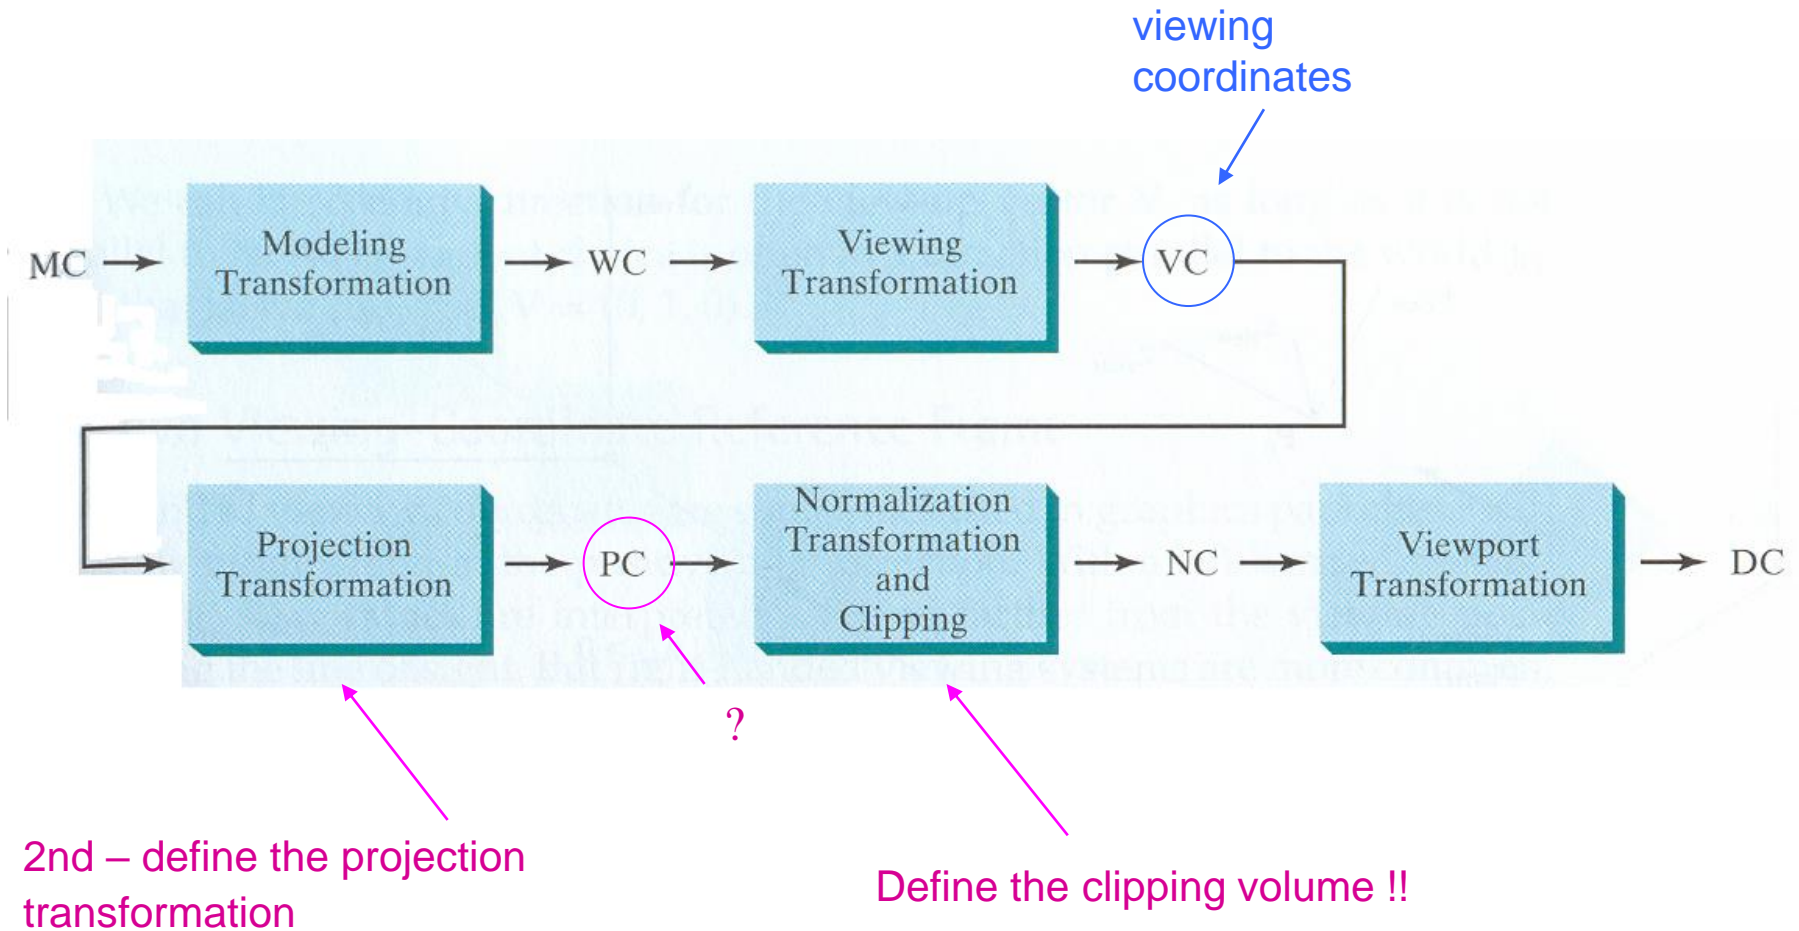 viewing
coordinates
MC
Modeling
Transformation
WC
Viewing
Transformation
VC
Projection
Transformation
PC
Normalization
Transformation
and
Clipping
NC
Viewport
Transformation
DC
?
2nd – define the projection
transformation
Define the clipping volume !!